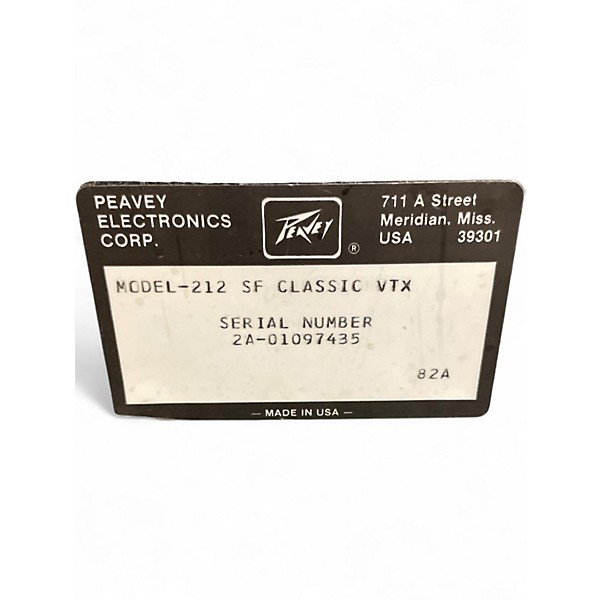 PEAVEY
ELECTRONICS
CORP.
PEAVEY ®
711 A Street
Meridian, Miss.
USA 39301
MODEL-212 SF CLASSIC VTX
SERIAL NUMBER
2A-01097435
82A
— MADE IN USA —